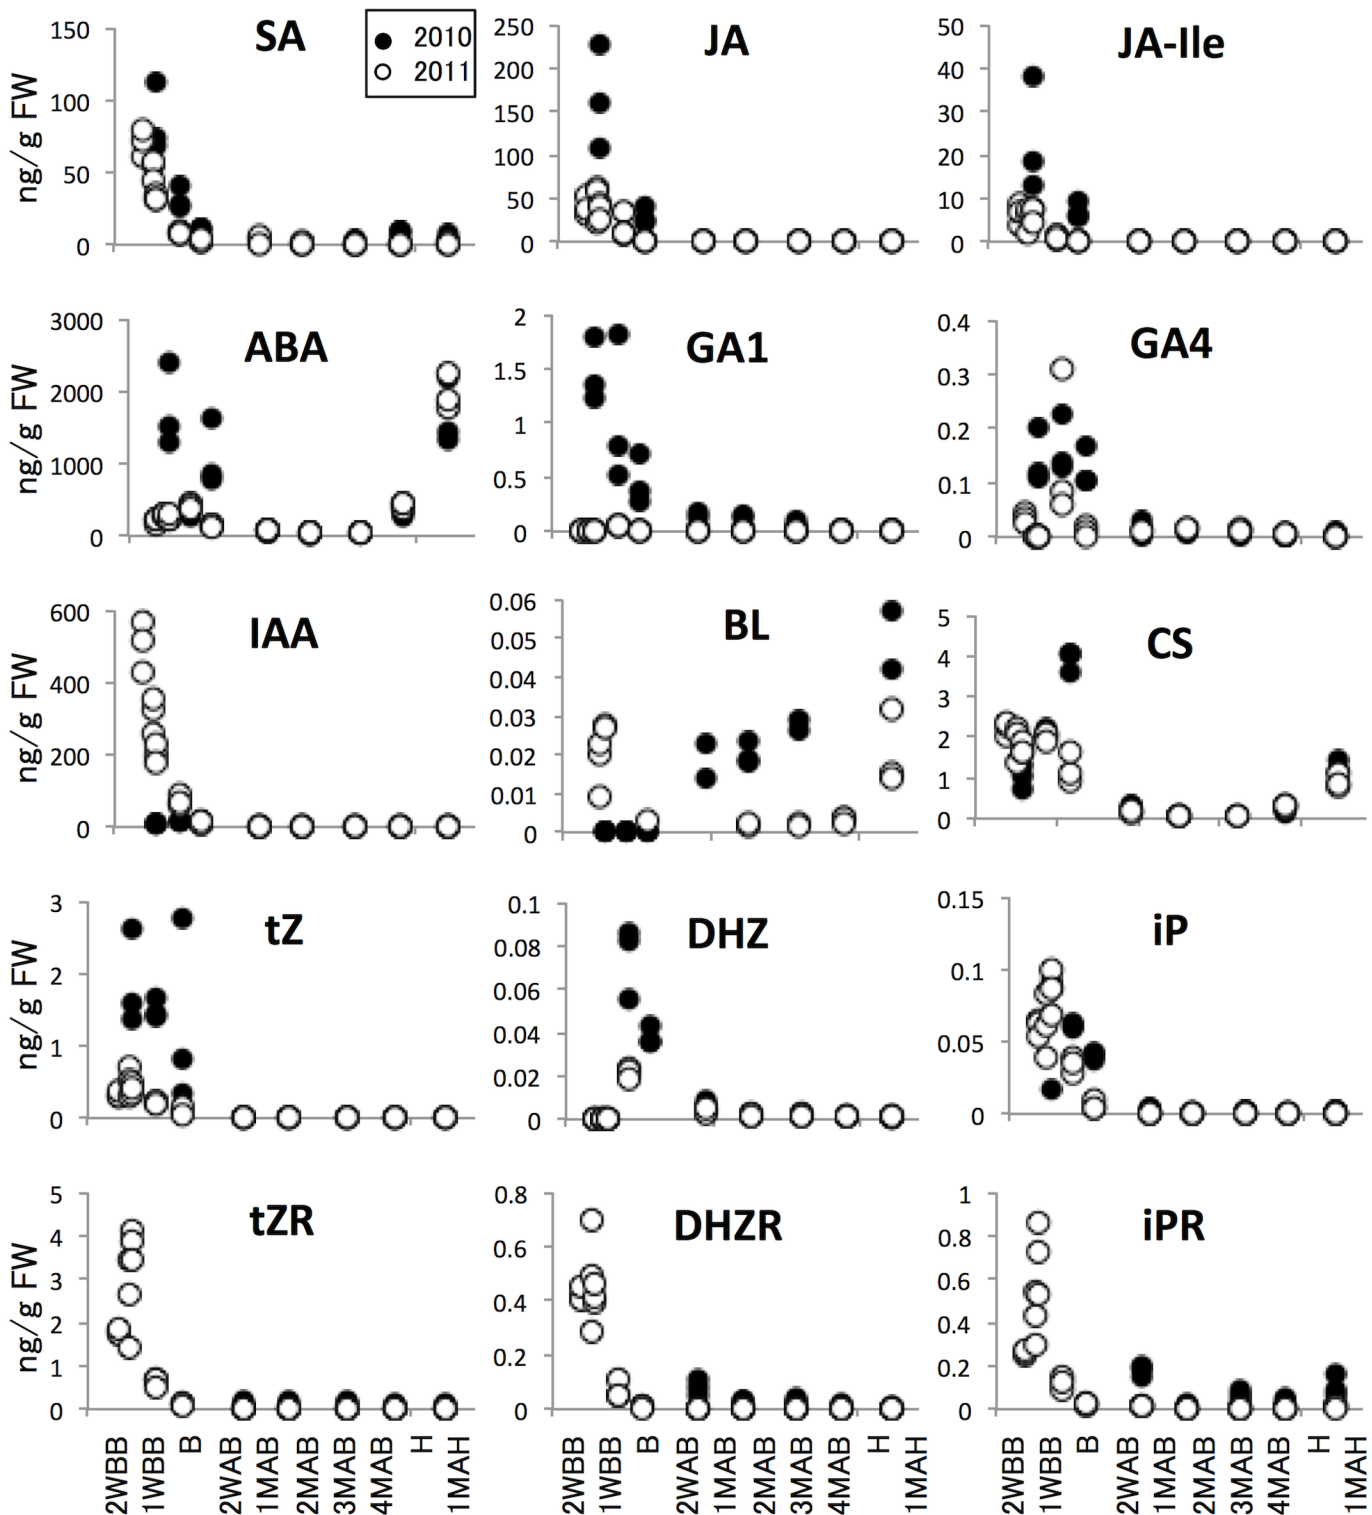 SA
2010
2011
JA
JA-Ile
150
100
50
0
ng/g FW
250
200
150
100
50
0
50
40
30
20
10
0
ABA
GA1
GA4
3000
2000
1000
0
ng/g FW
2
1.5
1
0.5
0
0.4
0.3
0.2
0.1
0
IAA
BL
CS
600
400
200
0
ng/g FW
0.06
0.05
0.04
0.03
0.02
0.01
0
5
4
3
2
1
0
tZ
DHZ
iP
3
2
1
0
ng/g FW
0.1
0.08
0.06
0.04
0.02
0
0.15
0.1
0.05
0
tZR
DHZR
iPR
5
4
3
2
1
0
ng/g FW
0.8
0.6
0.4
0.2
0
1
0.8
0.6
0.4
0.2
0
2WBB
1WBB
B
2WAB
1MAB
2MAB
3MAB
4MAB
H
1MAH
2WBB
1WBB
B
2WAB
1MAB
2MAB
3MAB
4MAB
H
1MAH
2WBB
1WBB
B
2WAB
1MAB
2MAB
3MAB
4MAB
H
1MAH